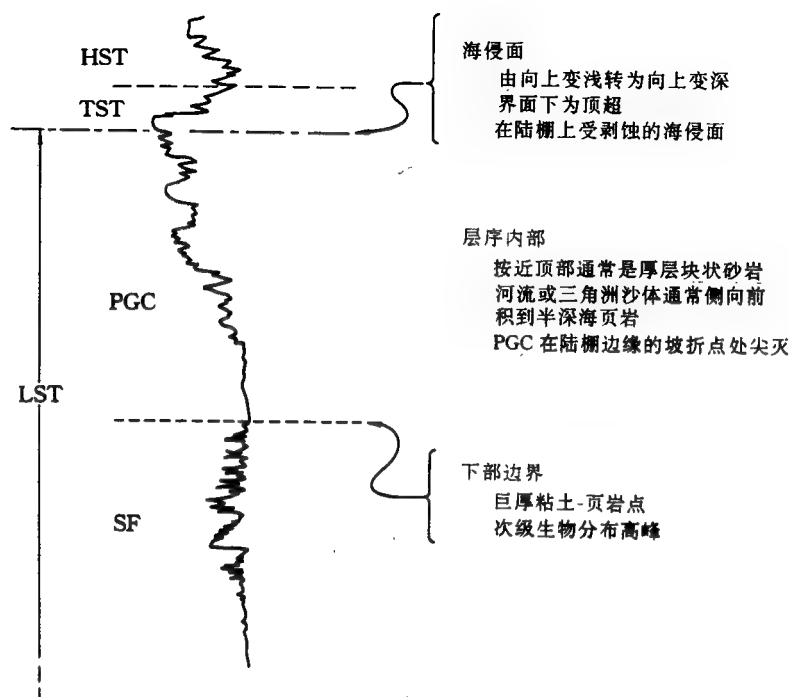 HST
TST
PGC
LST
SF
海侵面
由向上变浅转为向上变深
界面下为顶超
在陆棚上受剥蚀的海侵面
层序内部
按近顶部通常是厚层块状砂岩
河流或三角洲沙体通常侧向前
积到半深海页岩
PGC 在陆棚边缘的坡折点处尖灭
下部边界
巨厚粘土-页岩点
次级生物分布高峰